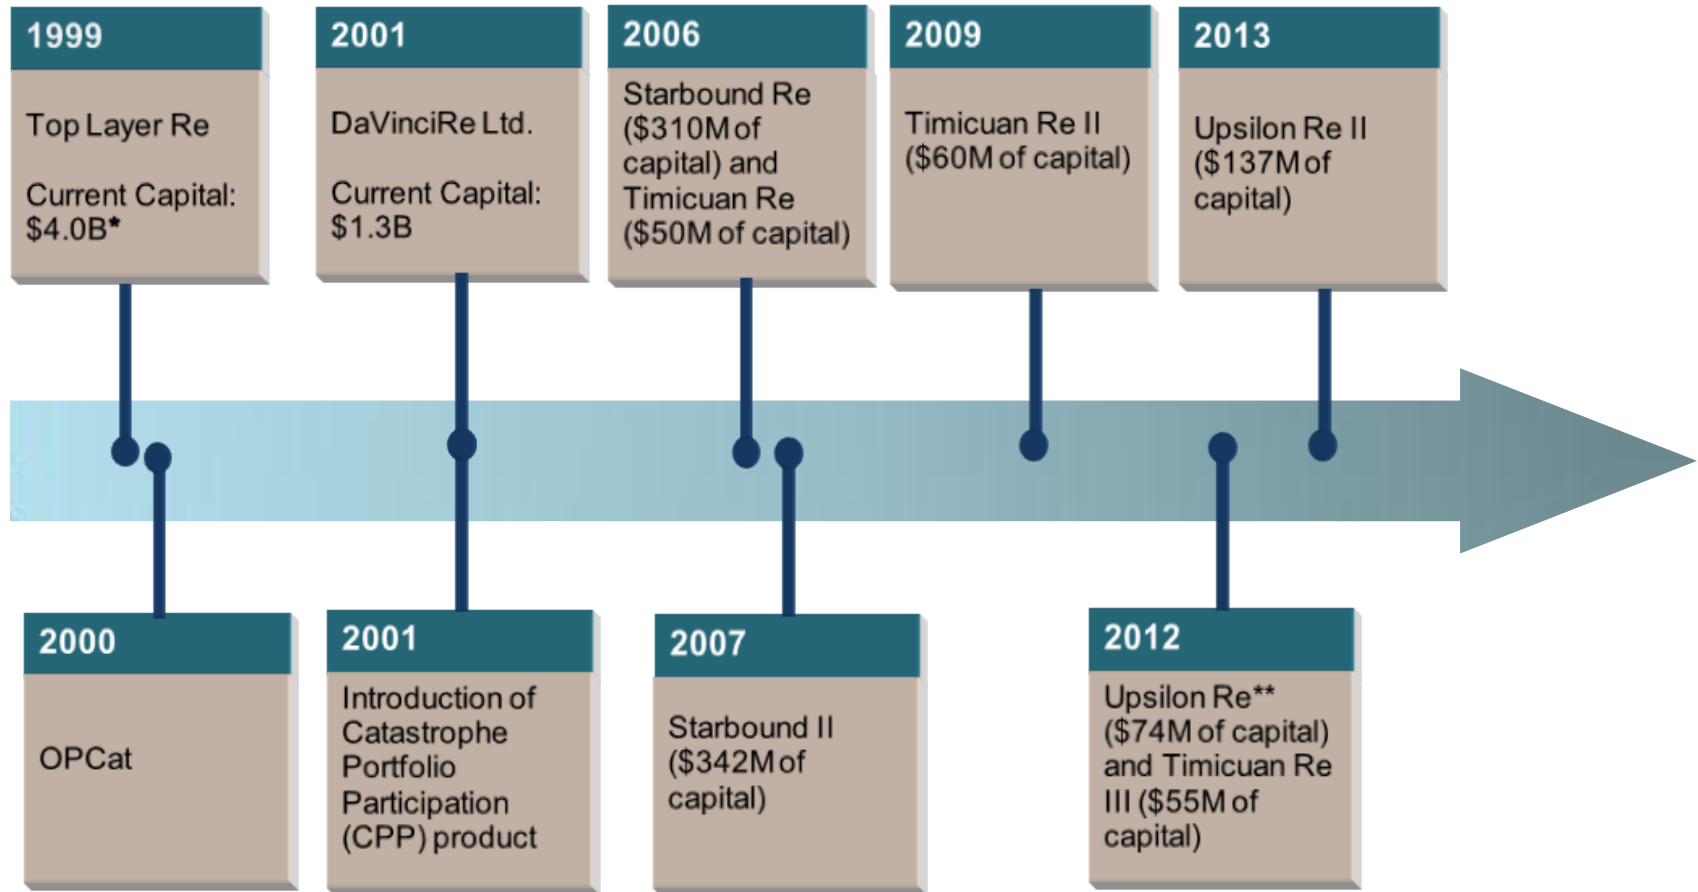 1999
Top Layer Re
Current Capital:
$4.0B*
2001
DaVinciRe Ltd.
Current Capital:
$1.3B
2006
Starbound Re
($310M of
capital) and
Timicuan Re
($50M of capital)
2009
Timicuan Re II
($60M of capital)
2013
Upsilon Re II
($137M of
capital)
2000
OPCat
2001
Introduction of
Catastrophe
Portfolio
Participation
(CPP) product
2007
Starbound II
($342M of
capital)
2012
Upsilon Re**
($74M of capital)
and Timicuan Re
III ($55M of
capital)